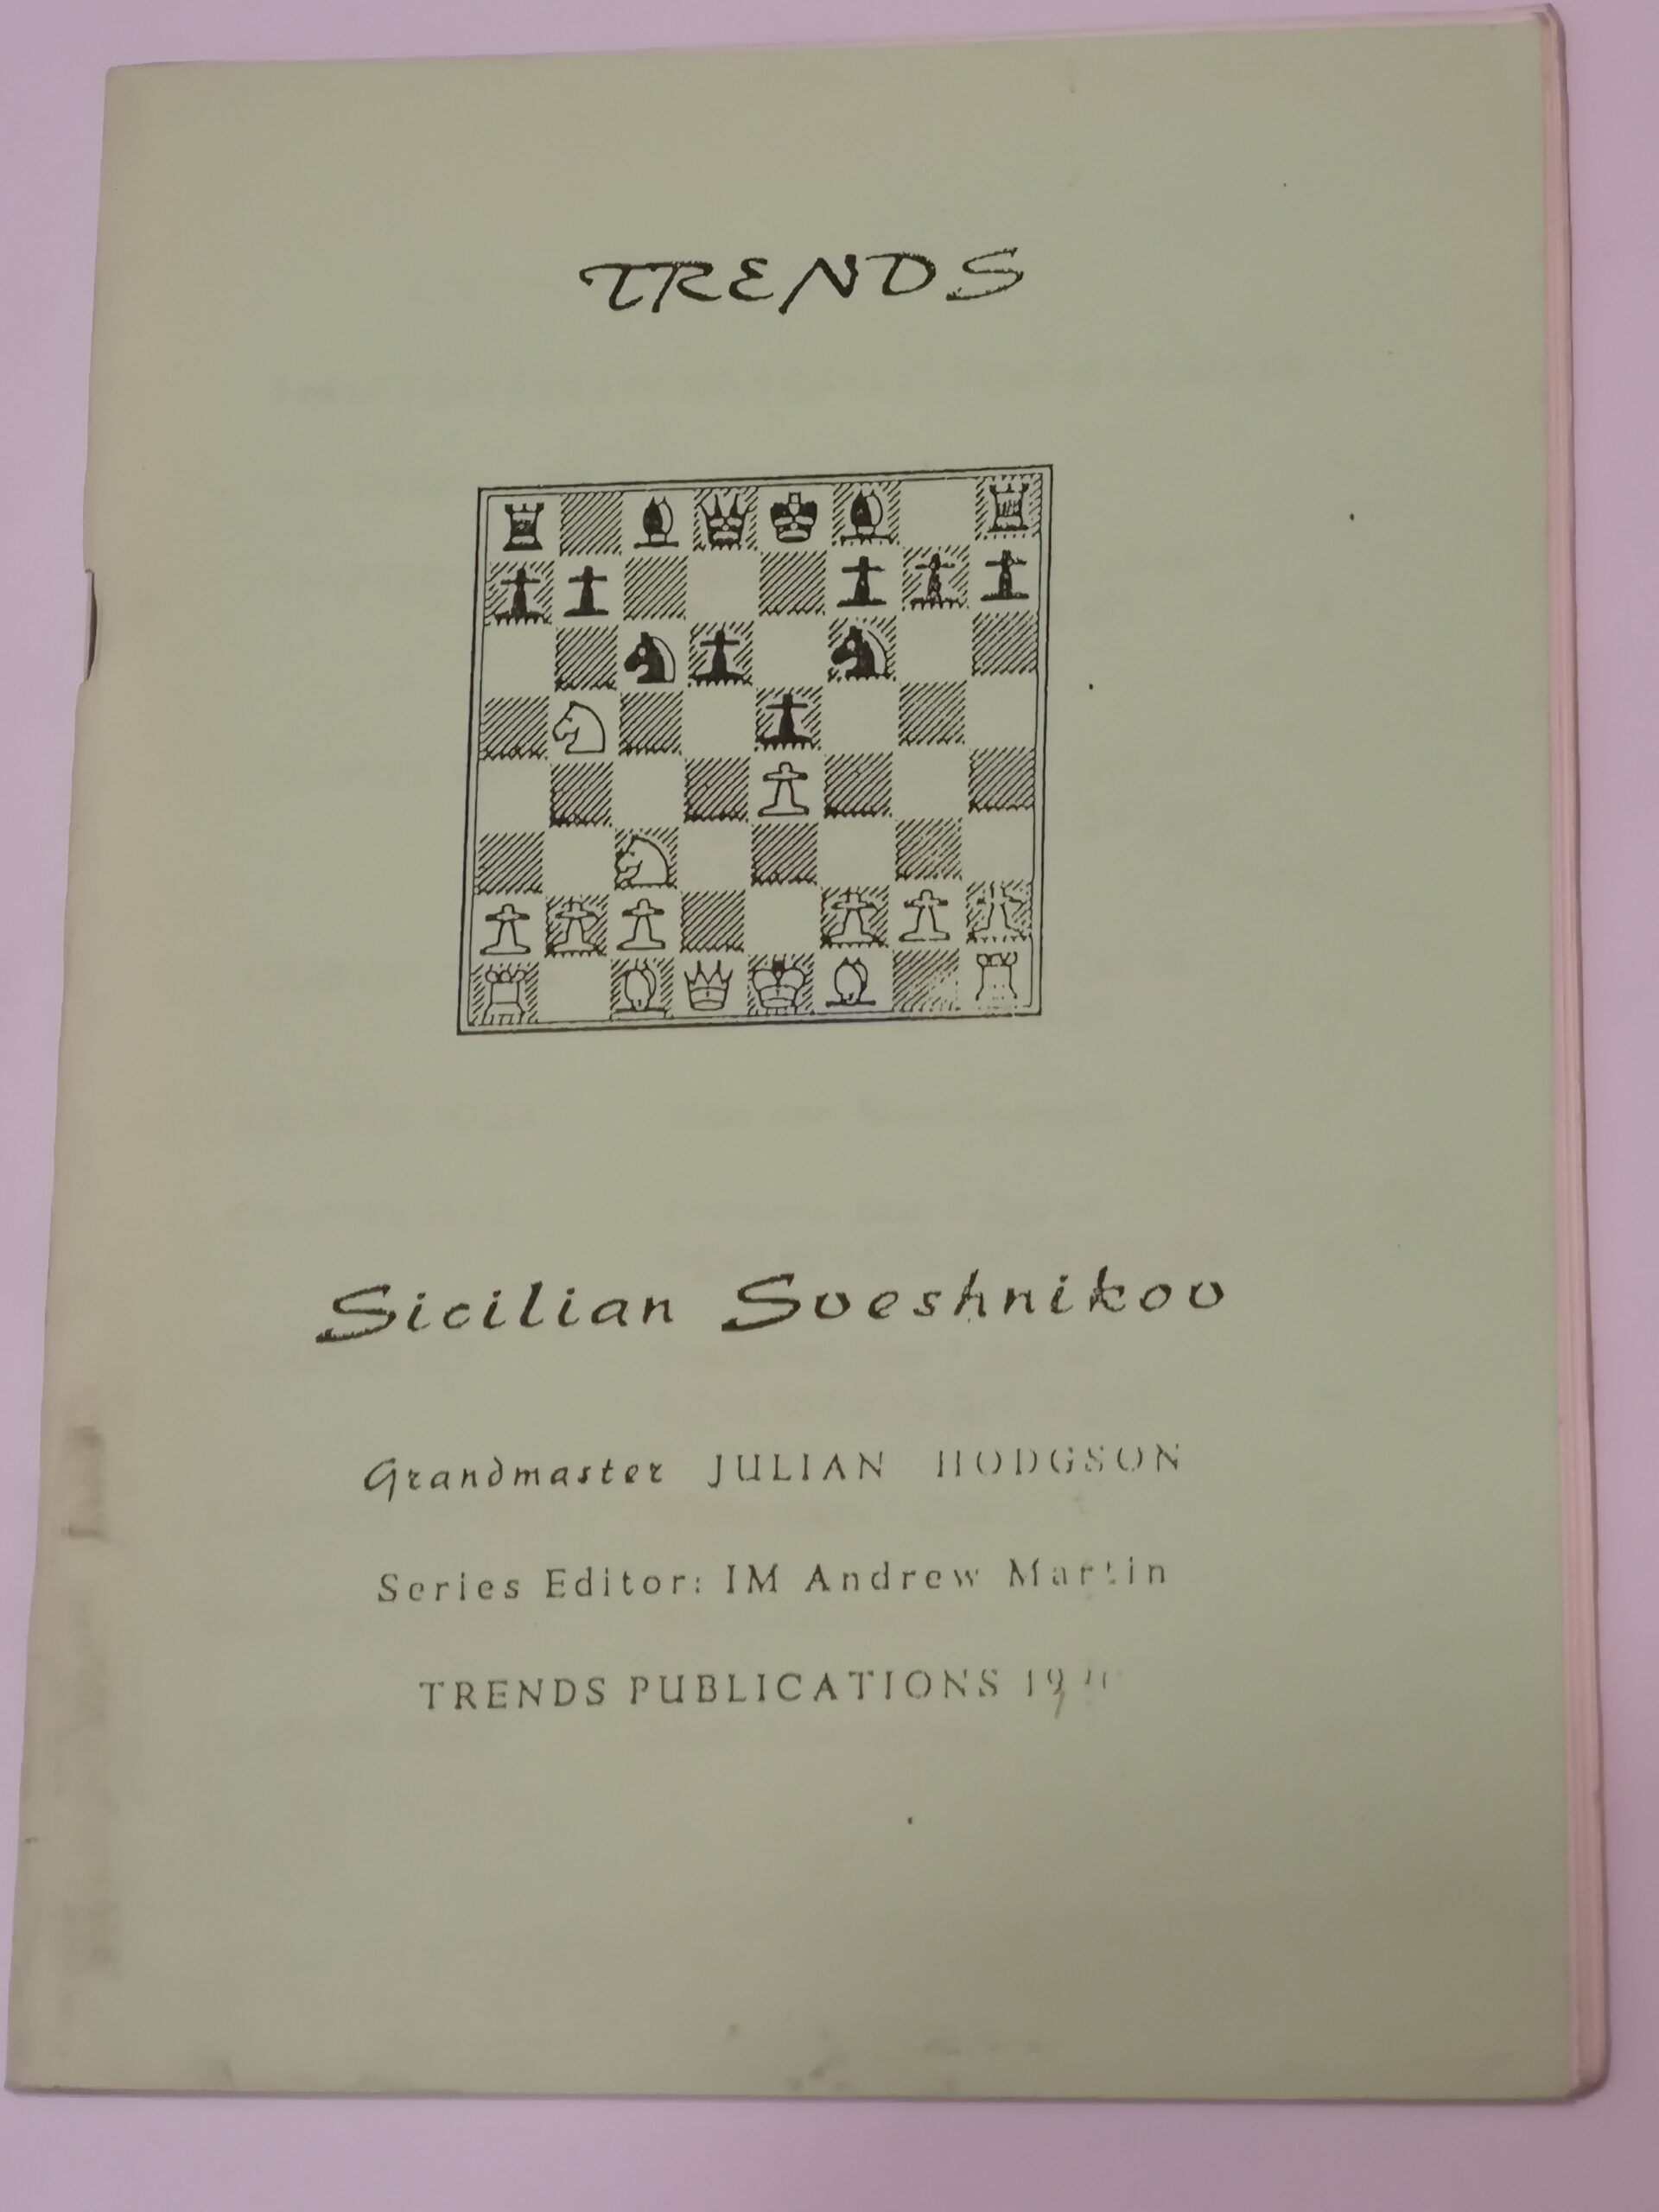 TRENDS
Sicilian Sveshnikov
Grandmaster JULIAN HODGSON
Series Editor: IM Andrew Martin
TRENDS PUBLICATIONS